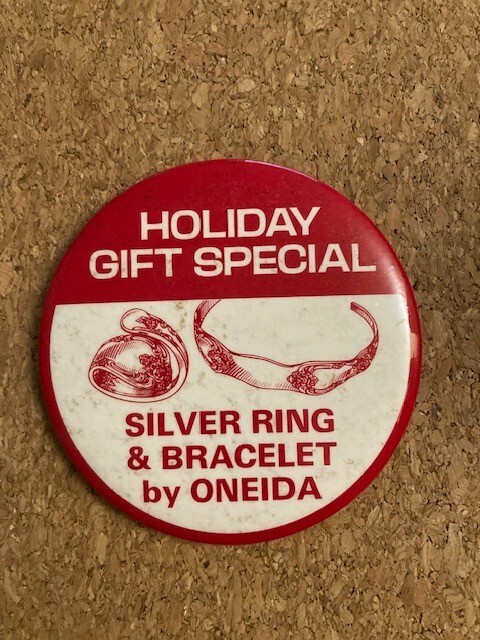 HOLIDAY
GIFT SPECIAL
SILVER RING
& BRACELET
by ONEIDA